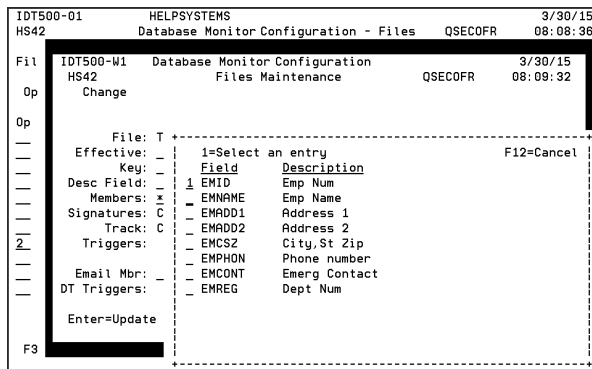 IDT500-01 HELPSYSTEMS 3/30/15
HS42 Database Monitor Configuration - Files QSECOFR 08:08:36
Fil IDT500-W1 Database Monitor Configuration 3/30/15
HS42 Files Maintenance QSECOFR 08:09:32
Op Change
Op
File: T
Effective: _ 1=Select an entry F12=Cancel
Key: _ Field Description
Desc Field: _ 1 EMID Emp Num
Members: * _ EMNAME Emp Name
Signatures: C _ EMADD1 Address 1
Track: C _ EMADD2 Address 2
2 Triggers: _ EMCSZ City,St Zip
_ EMPHON Phone number
Email Mbr: _ _ EMCONT Emerg Contact
DT Triggers: _ EMREG Dept Num
Enter=Update
F3